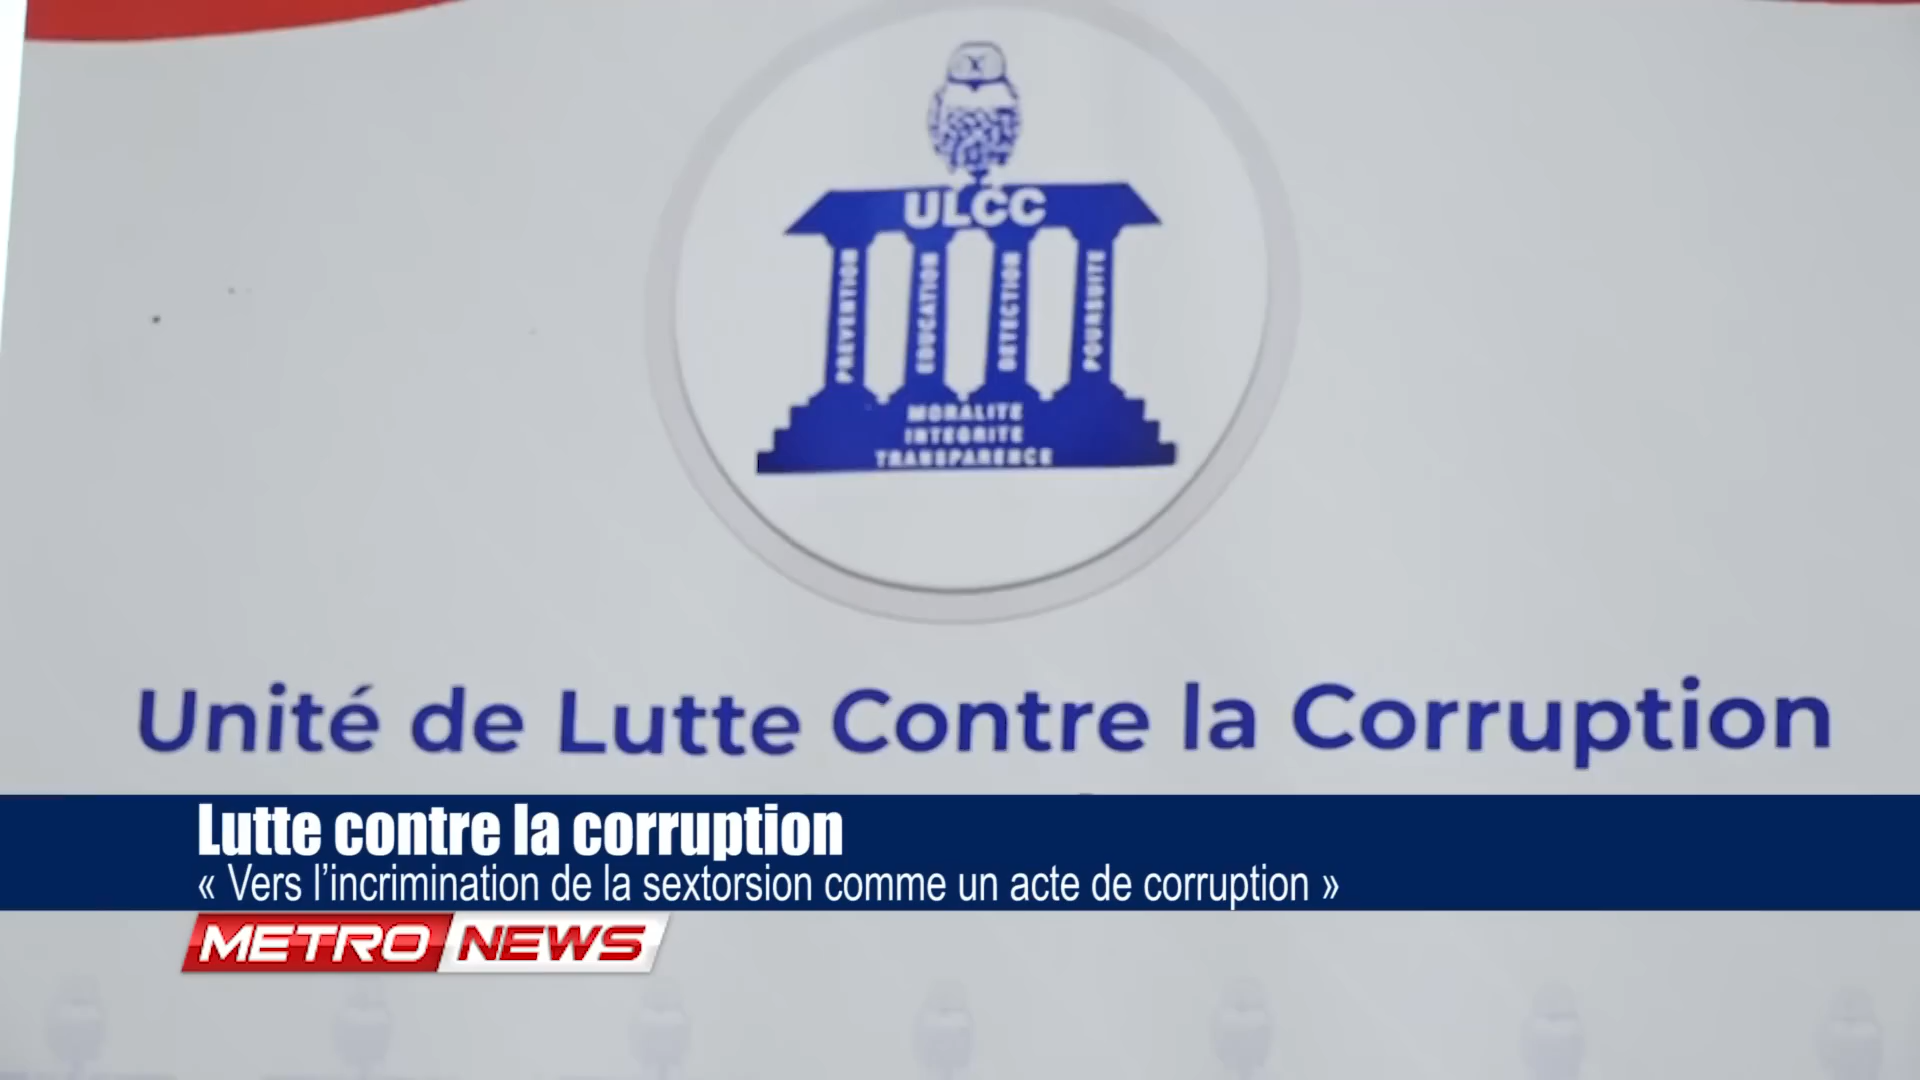 ULCC
PREVENTION
EDUCATION
DETECTION
POURSUITE
MORALITE
INTEGRITE
TRANSPARENCE
Unité de Lutte Contre la Corruption
Lutte contre la corruption
« Vers l’incrimination de la sextorsion comme un acte de corruption »
METRO NEWS